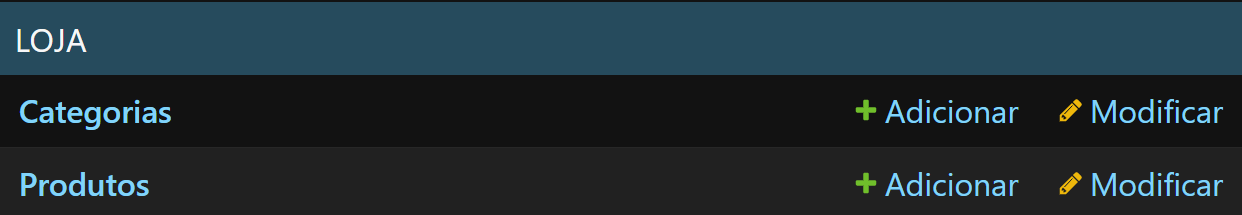 LOJA
Categorias Adicionar Modificar
Produtos Adicionar Modificar